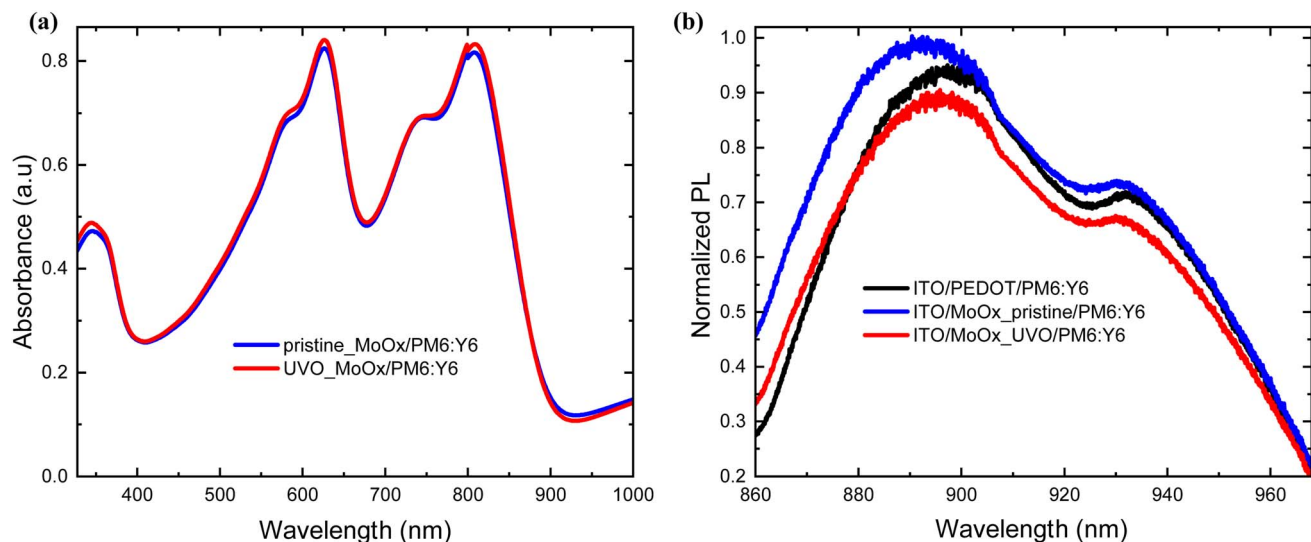 (a)
Absorbance (a.u)
0.8
0.6
0.4
0.2
0.0
pristine_MoOx/PM6:Y6
UVO_MoOx/PM6:Y6
400 500 600 700 800 900 1000
Wavelength (nm)
(b)
Normalized PL
1.0
0.9
0.8
0.7
0.6
0.5
0.4
0.3
0.2
ITO/PEDOT/PM6:Y6
ITO/MoOx_pristine/PM6:Y6
ITO/MoOx_UVO/PM6:Y6
860 880 900 920 940 960
Wavelength (nm)